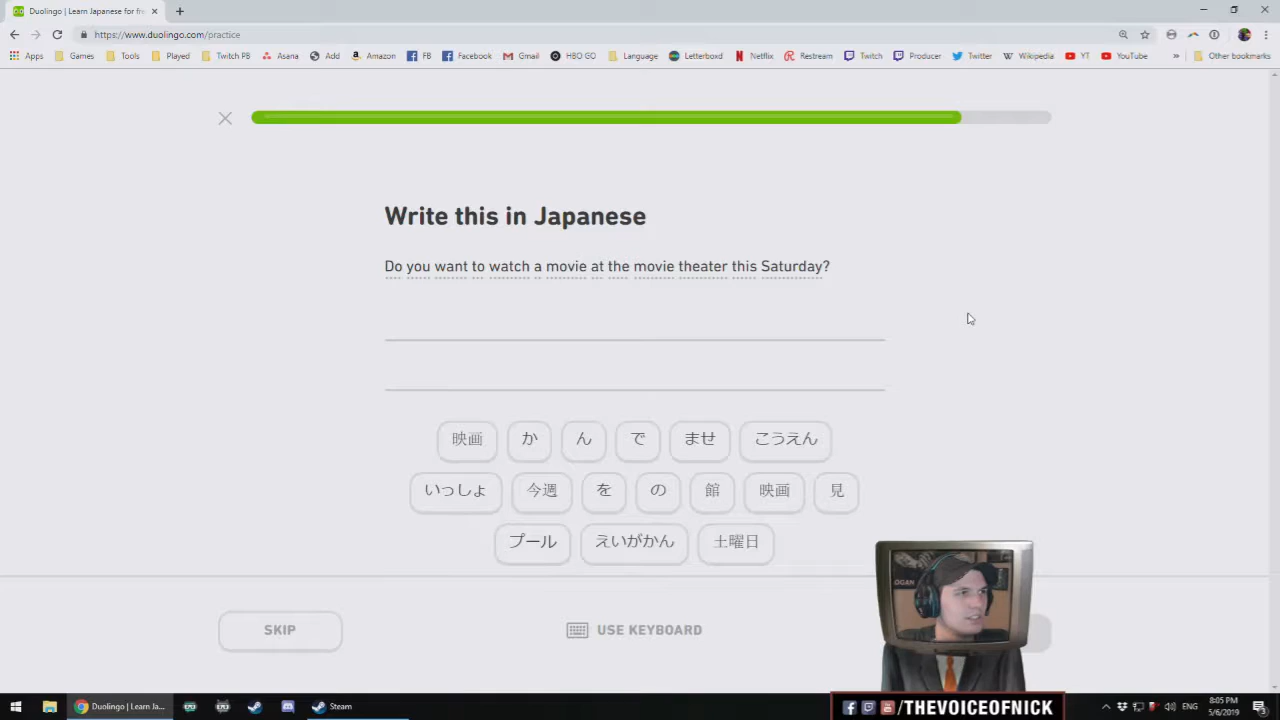 Duolingo | Learn Japanese for fre
https://www.duolingo.com/practice
Apps Games Tools Played Twitch PB Asana Add Amazon FB Facebook Gmail HBO GO Language Letterboxd Netflix Restream Twitch Producer Twitter Wikipedia YT YouTube » Other bookmarks
Write this in Japanese
Do you want to watch a movie at the movie theater this Saturday?
映画 か ん で ませ こうえん
いっしょ 今週 を の 館 映画 見
プール えいがかん 土曜日
OGAN
SKIP USE KEYBOARD
/THEVOICEOFNICK
Duolingo | Learn Ja... Steam ENG 8:05 PM
5/6/2019